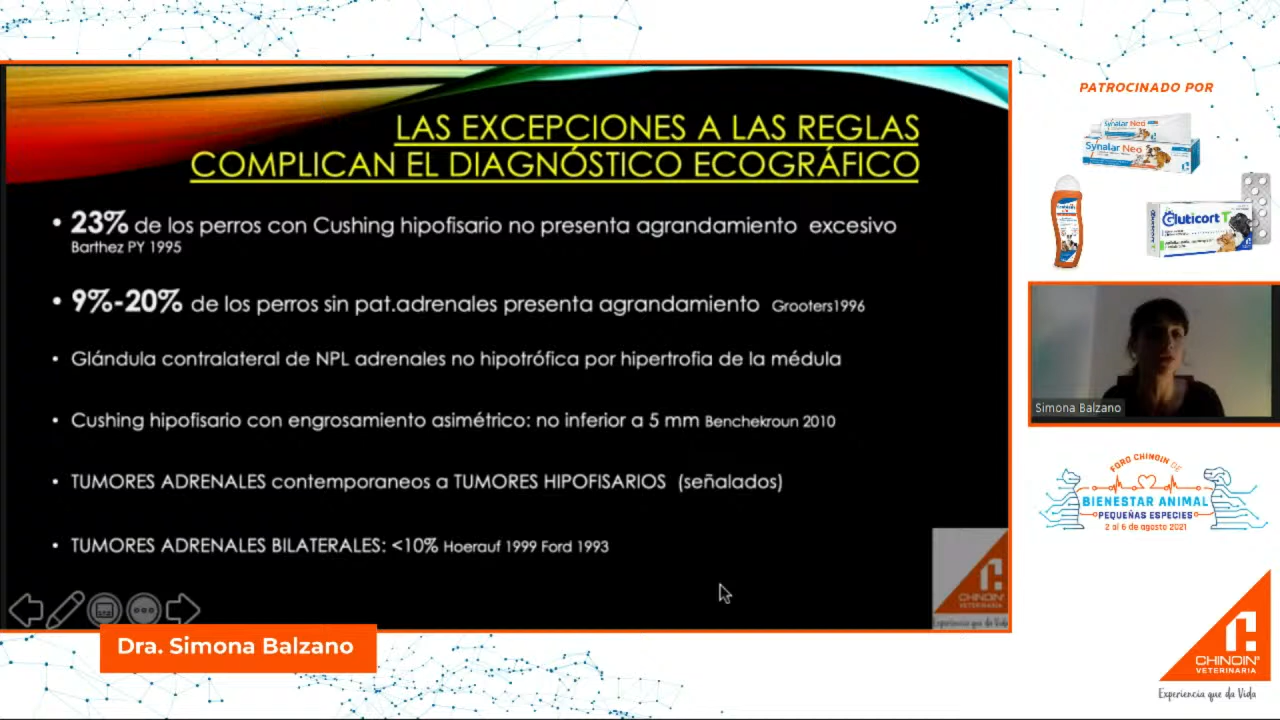 PATROCINADO POR
Synalar Neo
Synalar Neo
Gluticort T
LAS EXCEPCIONES A LAS REGLAS
COMPLICAN EL DIAGNÓSTICO ECOGRÁFICO
• 23% de los perros con Cushing hipofisario no presenta agrandamiento excesivo
Barthez PY 1995
• 9%-20% de los perros sin pat.adrenales presenta agrandamiento Grooters1996
• Glándula contralateral de NPL adrenales no hipotrófica por hipertrofia de la médula
• Cushing hipofisario con engrosamiento asimétrico: no inferior a 5 mm Benchekroun 2010
• TUMORES ADRENALES contemporaneos a TUMORES HIPOFISARIOS (señalados)
• TUMORES ADRENALES BILATERALES: <10% Hoerauf 1999 Ford 1993
CHINOIN
VETERINARIA
Experiencia que da Vida
Dra. Simona Balzano
Simona Balzano
FORO CHINOIN DE
BIENESTAR ANIMAL
PEQUEÑAS ESPECIES
2 al 6 de agosto 2021
CHINOIN®
VETERINARIA
Experiencia que da Vida